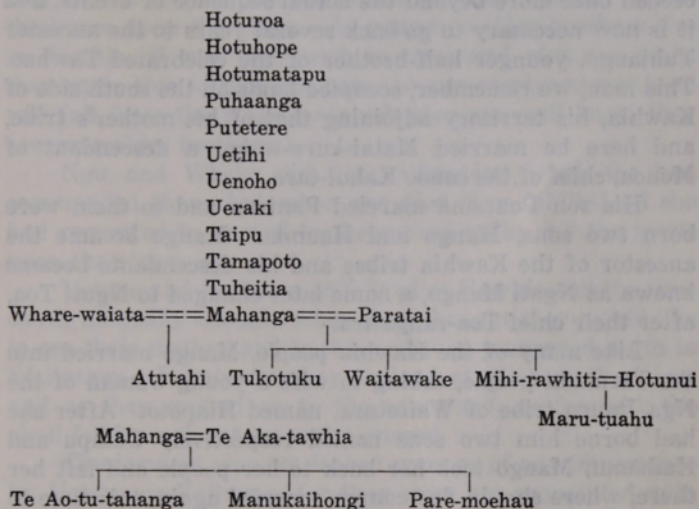 Hoturoa
Hotuhope
Hotumatapu
Puhaanga
Putetere
Uetihi
Uenoho
Ueraki
Taipu
Tamapoto
Tuheitia
Whare-waiata===Mahanga====Paratai
Atutahi Tukotuku Waitawake Mihi-rawhiti=Hotunui
Maru-tuahu
Mahanga=Te Aka-tawhia
Te Ao-tu-tahanga Manukaihongi Pare-moehau